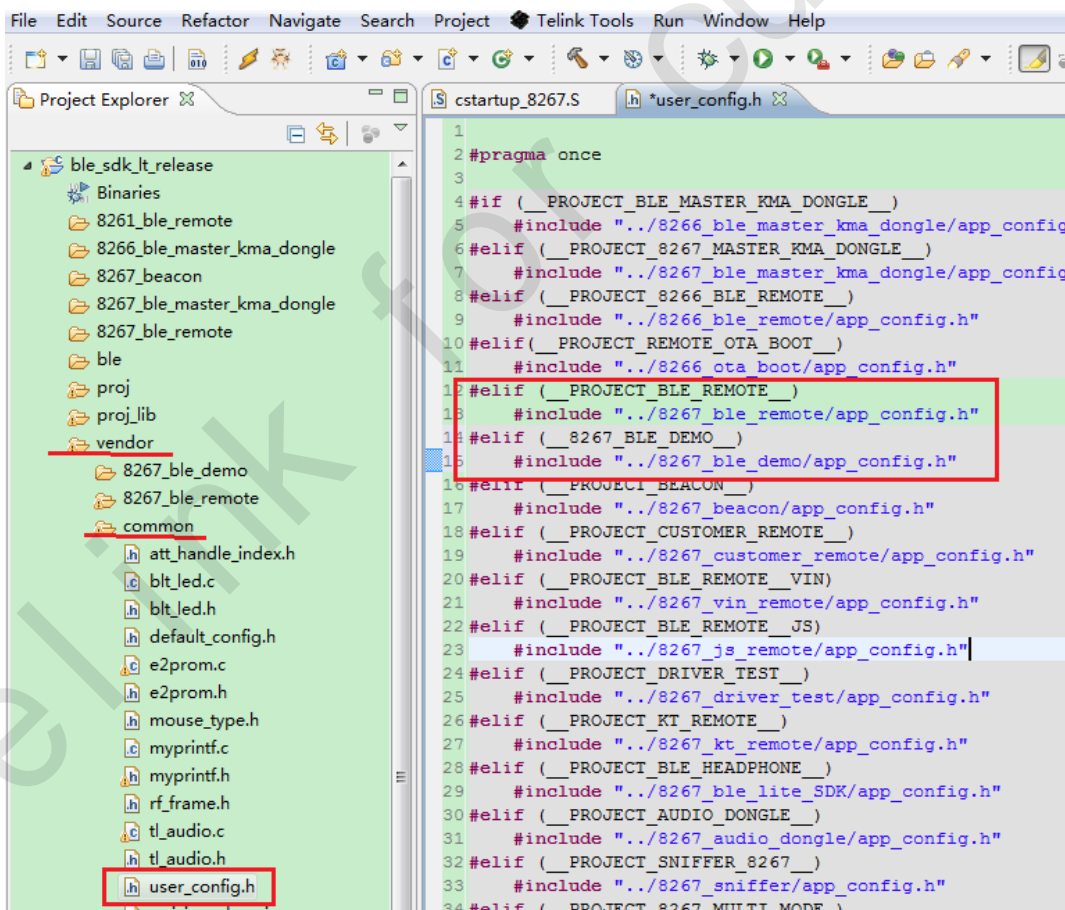 File Edit Source Refactor Navigate Search Project Telink Tools Run Window Help
Project Explorer
ble_sdk_lt_release
Binaries
8261_ble_remote
8266_ble_master_kma_dongle
8267_beacon
8267_ble_master_kma_dongle
8267_ble_remote
ble
proj
proj_lib
vendor
8267_ble_demo
8267_ble_remote
common
att_handle_index.h
blt_led.c
blt_led.h
default_config.h
e2prom.c
e2prom.h
mouse_type.h
myprintf.c
myprintf.h
rf_frame.h
tl_audio.c
tl_audio.h
user_config.h
cstartup_8267.S *user_config.h
1
2 #pragma once
3
4 #if (__PROJECT_BLE_MASTER_KMA_DONGLE__)
5 #include "../8266_ble_master_kma_dongle/app_config
6 #elif (__PROJECT_8267_MASTER_KMA_DONGLE__)
7 #include "../8267_ble_master_kma_dongle/app_config
8 #elif (__PROJECT_8266_BLE_REMOTE__)
9 #include "../8266_ble_remote/app_config.h"
10 #elif(__PROJECT_REMOTE_OTA_BOOT__)
11 #include "../8266_ota_boot/app_config.h"
12 #elif (__PROJECT_BLE_REMOTE__)
13 #include "../8267_ble_remote/app_config.h"
14 #elif (__8267_BLE_DEMO__)
15 #include "../8267_ble_demo/app_config.h"
16 #elif (__PROJECT_BEACON__)
17 #include "../8267_beacon/app_config.h"
18 #elif (__PROJECT_CUSTOMER_REMOTE__)
19 #include "../8267_customer_remote/app_config.h"
20 #elif (__PROJECT_BLE_REMOTE__VIN)
21 #include "../8267_vin_remote/app_config.h"
22 #elif (__PROJECT_BLE_REMOTE__JS)
23 #include "../8267_js_remote/app_config.h"
24 #elif (__PROJECT_DRIVER_TEST__)
25 #include "../8267_driver_test/app_config.h"
26 #elif (__PROJECT_KT_REMOTE__)
27 #include "../8267_kt_remote/app_config.h"
28 #elif (__PROJECT_BLE_HEADPHONE__)
29 #include "../8267_ble_lite_SDK/app_config.h"
30 #elif (__PROJECT_AUDIO_DONGLE__)
31 #include "../8267_audio_dongle/app_config.h"
32 #elif (__PROJECT_SNIFFER_8267__)
33 #include "../8267_sniffer/app_config.h"
34 #elif (__PROJECT_8267_MULTI_MODE__)
elink for